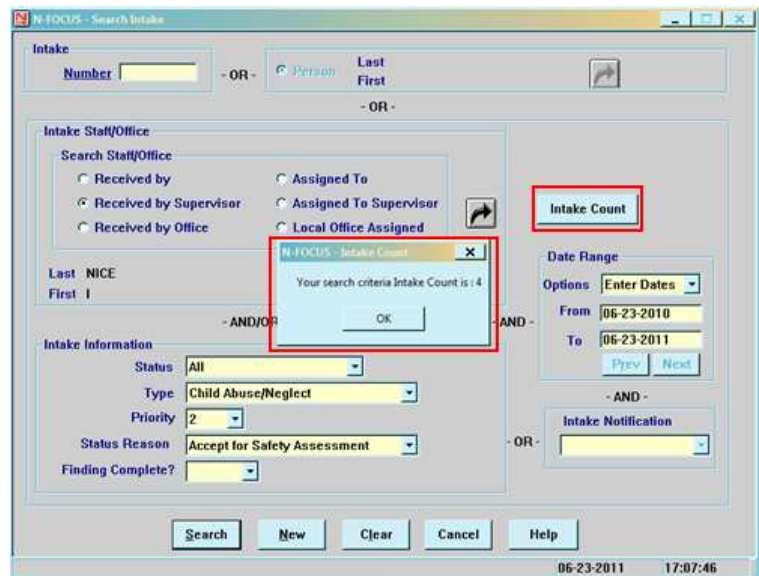 N-FOCUS - Search Intake
Intake
Number
- OR -
Person
Last
First
- OR -
Intake Staff/Office
Search Staff/Office
Received by
Assigned To
Received by Supervisor
Assigned To Supervisor
Received by Office
Local Office Assigned
Intake Count
N-FOCUS - Intake Count
Your search criteria Intake Count is : 4
OK
Last NICE
First I
Date Range
Options Enter Dates
From 06-23-2010
To 06-23-2011
Prev Next
- AND/OR
- AND -
Intake Information
Status All
Type Child Abuse/Neglect
Priority 2
Status Reason Accept for Safety Assessment
Finding Complete?
- AND -
- OR -
Intake Notification
Search New Clear Cancel Help
06-23-2011 17:07:46